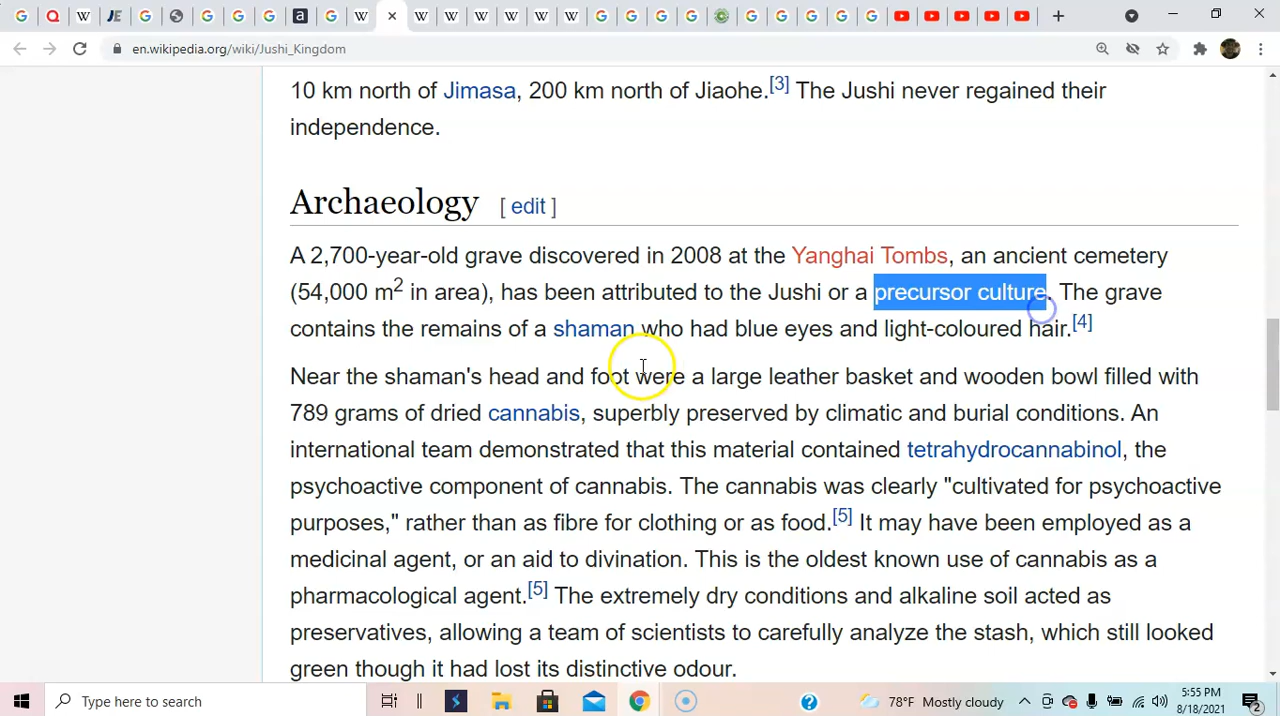 en.wikipedia.org/wiki/Jushi_Kingdom
10 km north of Jimasa, 200 km north of Jiaohe.[3] The Jushi never regained their
independence.
Archaeology [ edit ]
A 2,700-year-old grave discovered in 2008 at the Yanghai Tombs, an ancient cemetery
(54,000 m2 in area), has been attributed to the Jushi or a precursor culture. The grave
contains the remains of a shaman who had blue eyes and light-coloured hair.[4]
Near the shaman's head and foot were a large leather basket and wooden bowl filled with
789 grams of dried cannabis, superbly preserved by climatic and burial conditions. An
international team demonstrated that this material contained tetrahydrocannabinol, the
psychoactive component of cannabis. The cannabis was clearly "cultivated for psychoactive
purposes," rather than as fibre for clothing or as food.[5] It may have been employed as a
medicinal agent, or an aid to divination. This is the oldest known use of cannabis as a
pharmacological agent.[5] The extremely dry conditions and alkaline soil acted as
preservatives, allowing a team of scientists to carefully analyze the stash, which still looked
green though it had lost its distinctive odour.
Type here to search
78°F Mostly cloudy
5:55 PM
8/18/2021
2